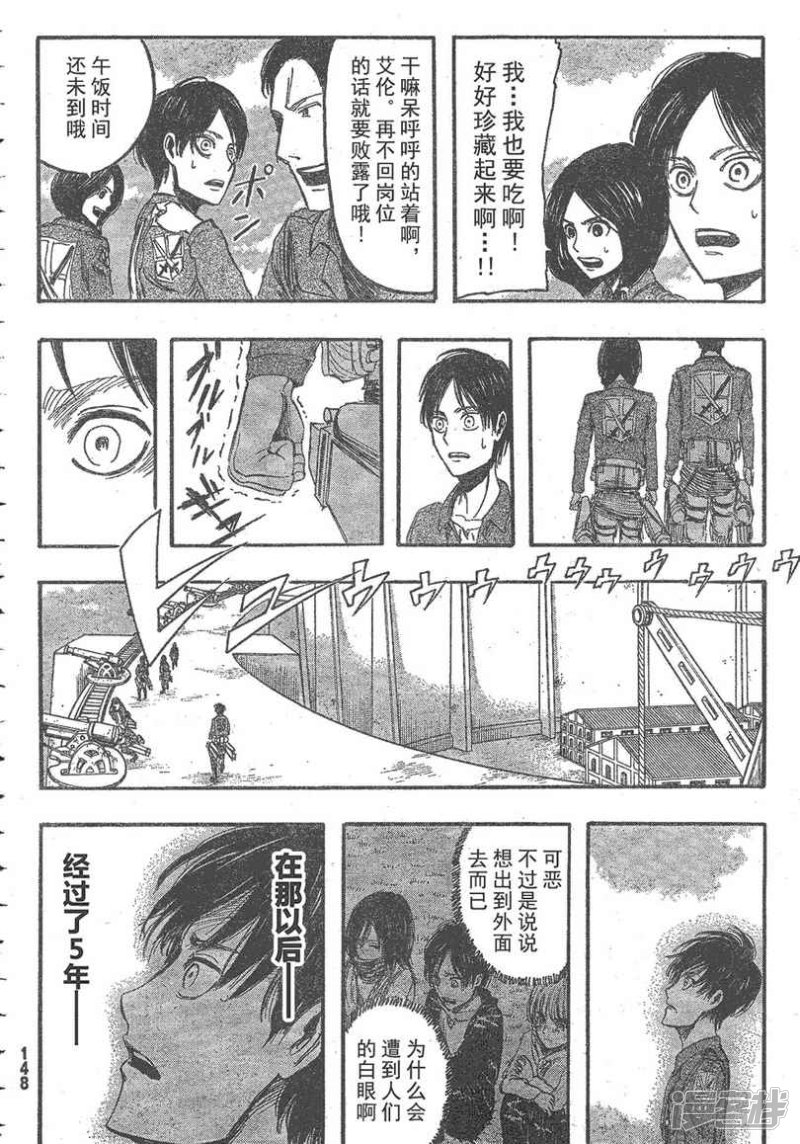 我…我也要吃啊！
好好珍藏起来啊…!!
干嘛呆呼呼的站着啊，
艾伦。再不回岗位
的话就要败露了哦！
ポン
午饭时间
还未到哦
ウウウウウウウ
可恶
不过是说说
想出到外面
去而已
为什么会
遭到人们
的白眼啊
在那以后——
经过了5年——
148
漫客栈